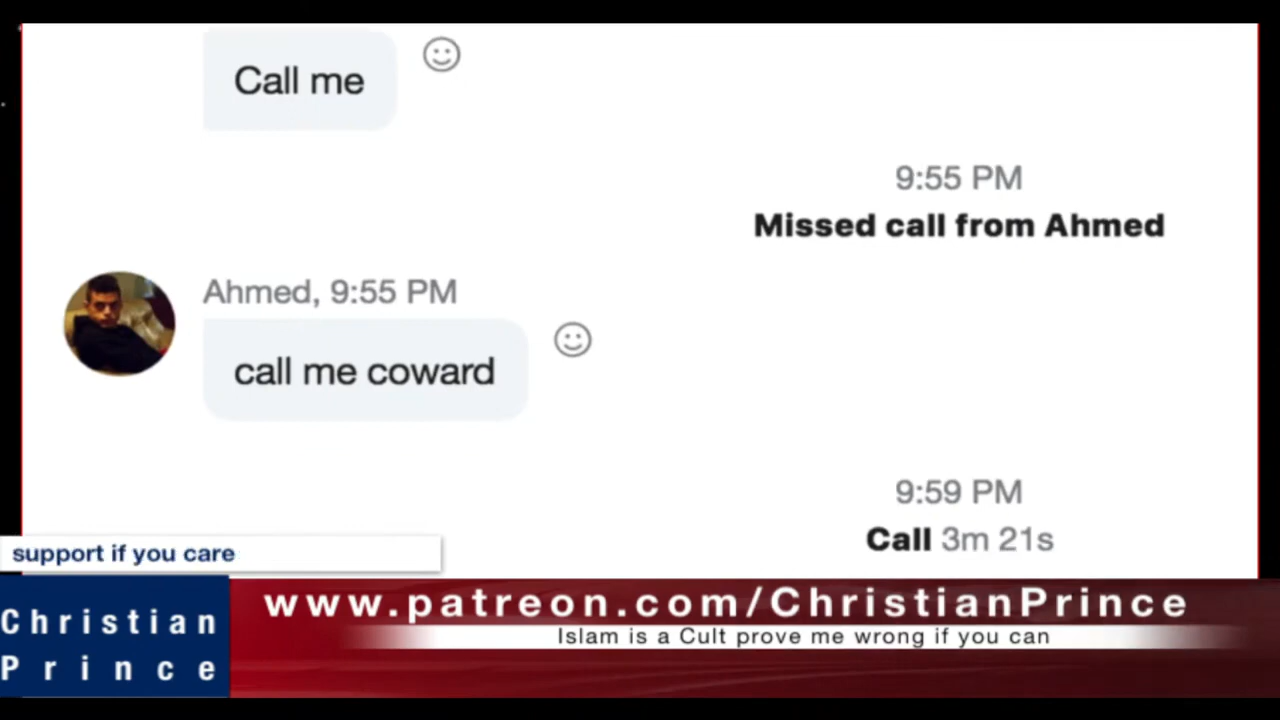 Call me
9:55 PM
Missed call from Ahmed
Ahmed, 9:55 PM
call me coward
9:59 PM
Call 3m 21s
support if you care
Christian
Prince
www.patreon.com/ChristianPrince
Islam is a Cult prove me wrong if you can